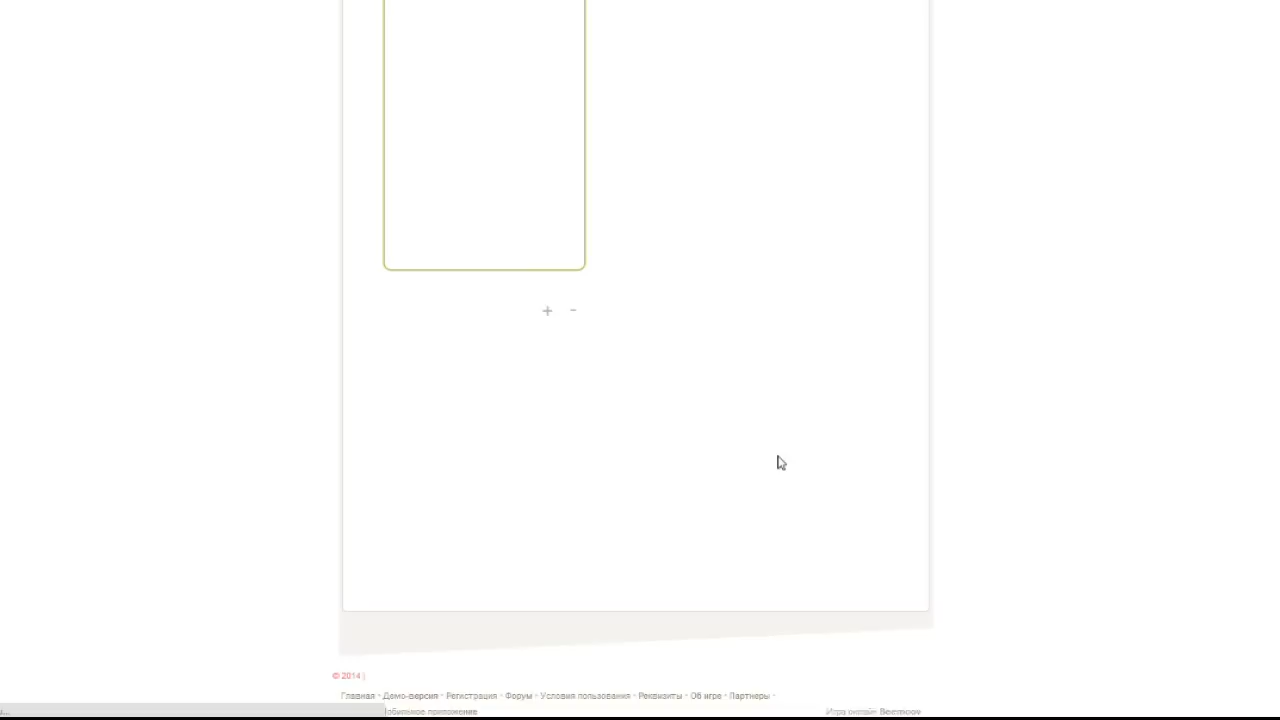 + -
© 2014 |
Главная - Демо-версия - Регистрация - Форум - Условия пользования - Реквизиты - Об игре - Партнеры -
обильное приложение Игра онлайн